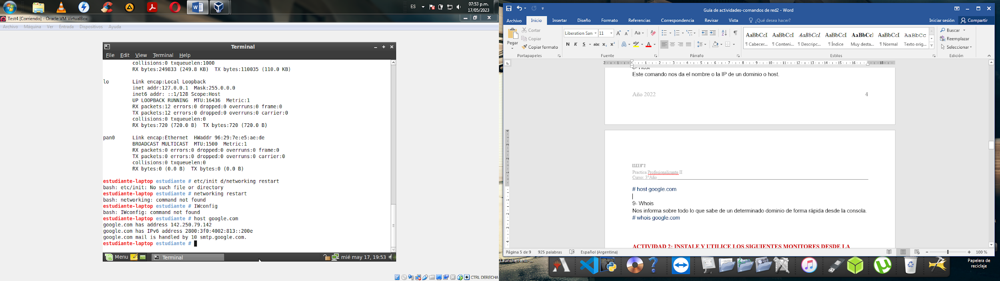 ES
07:53 p.m.
17/05/2023
Test4 [Corriendo] - Oracle VM VirtualBox
Archivo Máquina Ver Entrada Dispositivos Ayuda
Terminal
File Edit View Terminal Help
collisions:0 txqueuelen:1000
RX bytes:249833 (249.8 KB) TX bytes:110035 (110.0 KB)
lo Link encap:Local Loopback
inet addr:127.0.0.1 Mask:255.0.0.0
inet6 addr: ::1/128 Scope:Host
UP LOOPBACK RUNNING MTU:16436 Metric:1
RX packets:12 errors:0 dropped:0 overruns:0 frame:0
TX packets:12 errors:0 dropped:0 overruns:0 carrier:0
collisions:0 txqueuelen:0
RX bytes:720 (720.0 B) TX bytes:720 (720.0 B)
pan0 Link encap:Ethernet HWaddr 96:29:7e:e5:ae:de
BROADCAST MULTICAST MTU:1500 Metric:1
RX packets:0 errors:0 dropped:0 overruns:0 frame:0
TX packets:0 errors:0 dropped:0 overruns:0 carrier:0
collisions:0 txqueuelen:0
RX bytes:0 (0.0 B) TX bytes:0 (0.0 B)
estudiante-laptop estudiante # etc/init d/networking restart
bash: etc/init: No such file or directory
estudiante-laptop estudiante # networking restart
bash: networking: command not found
estudiante-laptop estudiante # IWconfig
bash: IWconfig: command not found
estudiante-laptop estudiante # host google.com
google.com has address 142.250.79.142
google.com has IPv6 address 2800:3f0:4002:813::200e
google.com mail is handled by 10 smtp.google.com.
estudiante-laptop estudiante #
Menu Terminal mié may 17, 19:53
CTRL DERECHA
Guía de actividades-comandos de red2 - Word
Archivo Inicio Insertar Diseño Formato Referencias Correspondencia Revisar Vista ¿Qué desea hacer? Iniciar sesión Compartir
Pegar
Cortar
Copiar
Copiar formato
Portapapeles
Liberation San 11
N K S abc x₂ x²
Fuente
Párrafo
AaBbCcI AaBbCcI AaBbCcL AaBbCcI AaBbCc AaBbCcI AaBbCc
¶ Cabecer... ¶ Conteni... ¶ Descripc... ¶ Índice Muy desta... ¶ Normal Texto orig...
Estilos
Buscar
Reemplazar
Seleccionar
Edición
8- Host
Este comando nos da el nombre o la IP de un dominio o host.
Año 2022 4
Practica Profesionalizante II
Curso: 3°Año
# host google.com
9- Whois
Nos informa sobre todo lo que sabe de un determinado dominio de forma rápida desde la consola.
# whois google.com
ACTIVIDAD 2: INSTALE Y UTILICE LOS SIGUIENTES MONITORES DESDE LA
Página 5 de 9 925 palabras Español (Argentina) 100 %
LauncherFenix-...
Papelera de
reciclaje